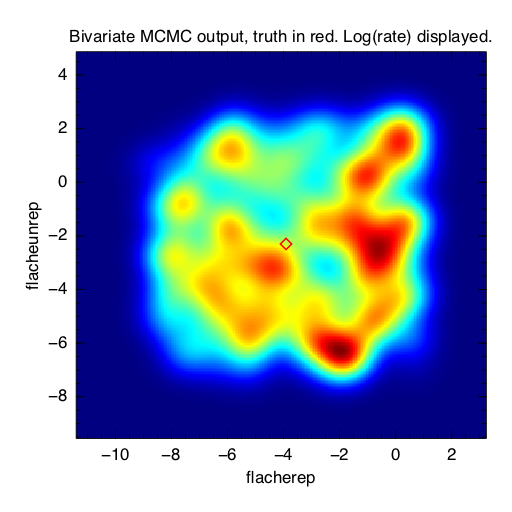 Bivariate MCMC output, truth in red. Log(rate) displayed.
4
2
0
−2
−4
−6
−8
flacheunrep
−10 −8 −6 −4 −2 0 2
flacherep